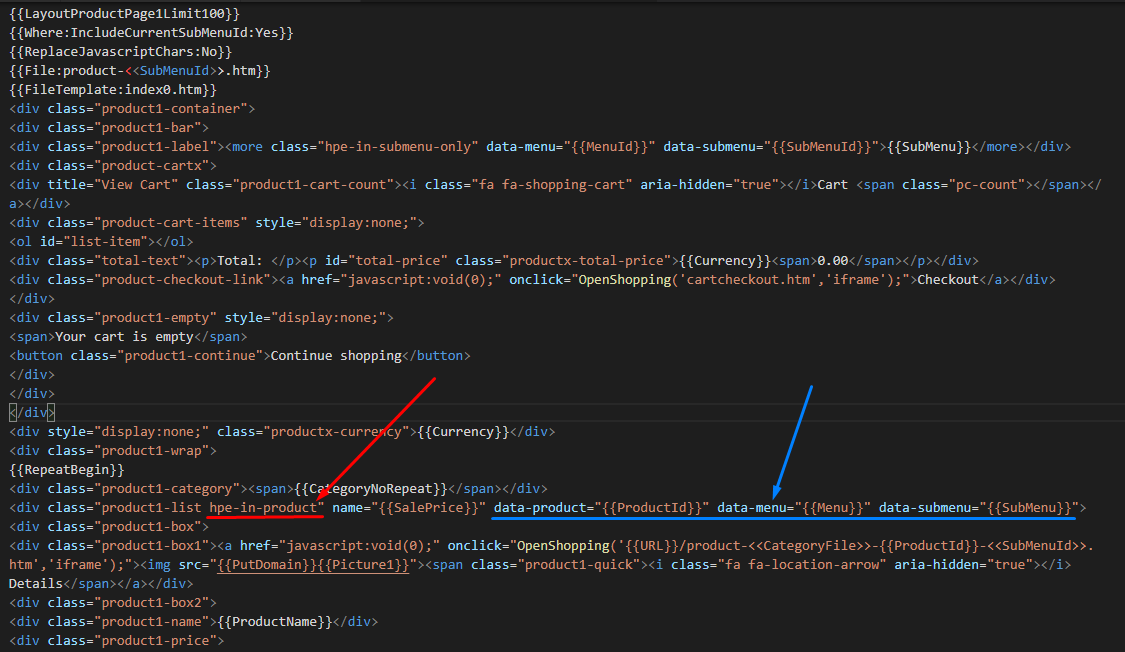 {{LayoutProductPage1Limit100}}
{{Where:IncludeCurrentSubMenuId:Yes}}
{{ReplaceJavascriptChars:No}}
{{File:product-<<SubMenuId>>.htm}}
{{FileTemplate:index0.htm}}
<div class="product1-container">
<div class="product1-bar">
<div class="product1-label"><more class="hpe-in-submenu-only" data-menu="{{MenuId}}" data-submenu="{{SubMenuId}}">{{SubMenu}}</more></div>
<div class="product-cartx">
<div title="View Cart" class="product1-cart-count"><i class="fa fa-shopping-cart" aria-hidden="true"></i>Cart <span class="pc-count"></span></
a></div>
<div class="product-cart-items" style="display:none;">
<ol id="list-item"></ol>
<div class="total-text"><p>Total: </p><p id="total-price" class="productx-total-price">{{Currency}}<span>0.00</span></p></div>
<div class="product-checkout-link"><a href="javascript:void(0);" onclick="OpenShopping('cartcheckout.htm','iframe');">Checkout</a></div>
</div>
<div class="product1-empty" style="display:none;">
<span>Your cart is empty</span>
<button class="product1-continue">Continue shopping</button>
</div>
</div>
</div>
<div style="display:none;" class="productx-currency">{{Currency}}</div>
<div class="product1-wrap">
{{RepeatBegin}}
<div class="product1-category"><span>{{CategoryNoRepeat}}</span></div>
<div class="product1-list hpe-in-product" name="{{SalePrice}}" data-product="{{ProductId}}" data-menu="{{Menu}}" data-submenu="{{SubMenu}}">
<div class="product1-box">
<div class="product1-box1"><a href="javascript:void(0);" onclick="OpenShopping('{{URL}}/product-<<CategoryFile>>-{{ProductId}}-<<SubMenuId>>.
htm','iframe');"><img src="{{PutDomain}}{{Picture1}}"><span class="product1-quick"><i class="fa fa-location-arrow" aria-hidden="true"></i>
Details</span></a></div>
<div class="product1-box2">
<div class="product1-name">{{ProductName}}</div>
<div class="product1-price">